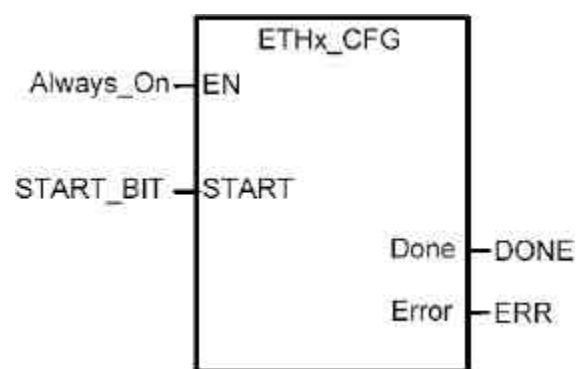 ETHx_CFG
Always_On EN
START_BIT START
Done DONE
Error ERR